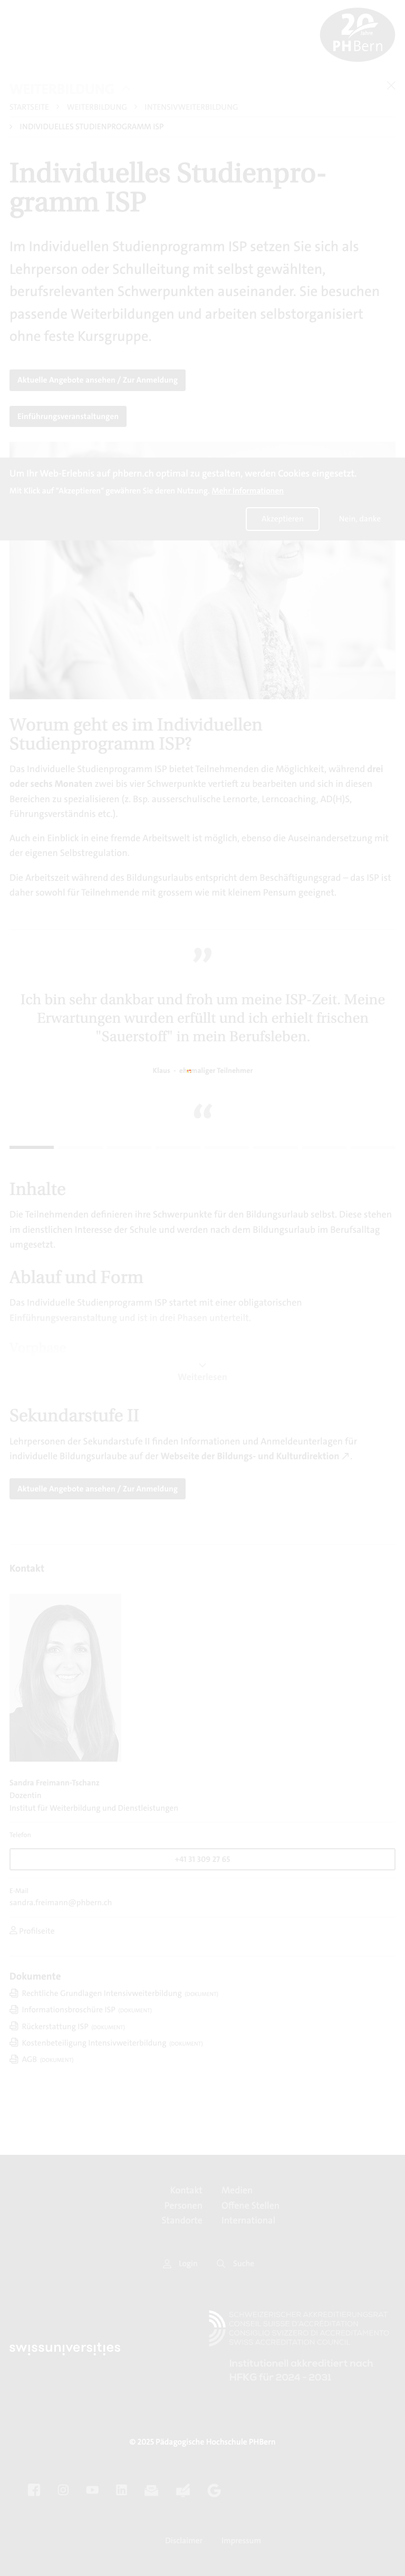 20
Jahre
PHBern
WEITERBILDUNG
STARTSEITE > WEITERBILDUNG > INTENSIVWEITERBILDUNG
> INDIVIDUELLES STUDIENPROGRAMM ISP
Individuelles Studienpro-
gramm ISP
Im Individuellen Studienprogramm ISP setzen Sie sich als
Lehrperson oder Schulleitung mit selbst gewählten,
berufsrelevanten Schwerpunkten auseinander. Sie besuchen
passende Weiterbildungen und arbeiten selbstorganisiert
ohne feste Kursgruppe.
Aktuelle Angebote ansehen / Zur Anmeldung
Einführungsveranstaltungen
Um Ihr Web-Erlebnis auf phbern.ch optimal zu gestalten, werden Cookies eingesetzt.
Mit Klick auf "Akzeptieren" gewähren Sie deren Nutzung. Mehr Informationen
Akzeptieren
Nein, danke
Worum geht es im Individuellen
Studienprogramm ISP?
Das Individuelle Studienprogramm ISP bietet Teilnehmenden die Möglichkeit, während drei
oder sechs Monaten zwei bis vier Schwerpunkte vertieft zu bearbeiten und sich in diesen
Bereichen zu spezialisieren (z. Bsp. ausserschulische Lernorte, Lerncoaching, AD(H)S,
Führungsverständnis etc.).
Auch ein Einblick in eine fremde Arbeitswelt ist möglich, ebenso die Auseinandersetzung mit
der eigenen Selbstregulation.
Die Arbeitszeit während des Bildungsurlaubs entspricht dem Beschäftigungsgrad – das ISP ist
daher sowohl für Teilnehmende mit grossem wie mit kleinem Pensum geeignet.
”
Ich bin sehr dankbar und froh um meine ISP-Zeit. Meine
Erwartungen wurden erfüllt und ich erhielt frischen
"Sauerstoff" in mein Berufsleben.
Klaus - ehemaliger Teilnehmer
“
Inhalte
Die Teilnehmenden definieren ihre Schwerpunkte für den Bildungsurlaub selbst. Diese stehen
im dienstlichen Interesse der Schule und werden nach dem Bildungsurlaub im Berufsalltag
umgesetzt.
Ablauf und Form
Das Individuelle Studienprogramm ISP startet mit einer obligatorischen
Einführungsveranstaltung und ist in drei Phasen unterteilt.
Weiterlesen
Sekundarstufe II
Lehrpersonen der Sekundarstufe II finden Informationen und Anmeldeunterlagen für
individuelle Bildungsurlaube auf der Webseite der Bildungs- und Kulturdirektion ↗.
Aktuelle Angebote ansehen / Zur Anmeldung
Kontakt
Sandra Freimann-Tschanz
Dozentin
Institut für Weiterbildung und Dienstleistungen
Telefon
+41 31 309 27 65
E-Mail
sandra.freimann@phbern.ch
Profilseite
Dokumente
Rechtliche Grundlagen Intensivweiterbildung (DOKUMENT)
Informationsbroschüre ISP (DOKUMENT)
Rückerstattung ISP (DOKUMENT)
Kostenbeteiligung Intensivweiterbildung (DOKUMENT)
AGB (DOKUMENT)
Kontakt Medien
Personen Offene Stellen
Standorte International
Login Suche
swissuniversities
Institutionell akkreditiert nach
HFKG für 2024 - 2031
© 2025 Pädagogische Hochschule PHBern
Disclaimer Impressum